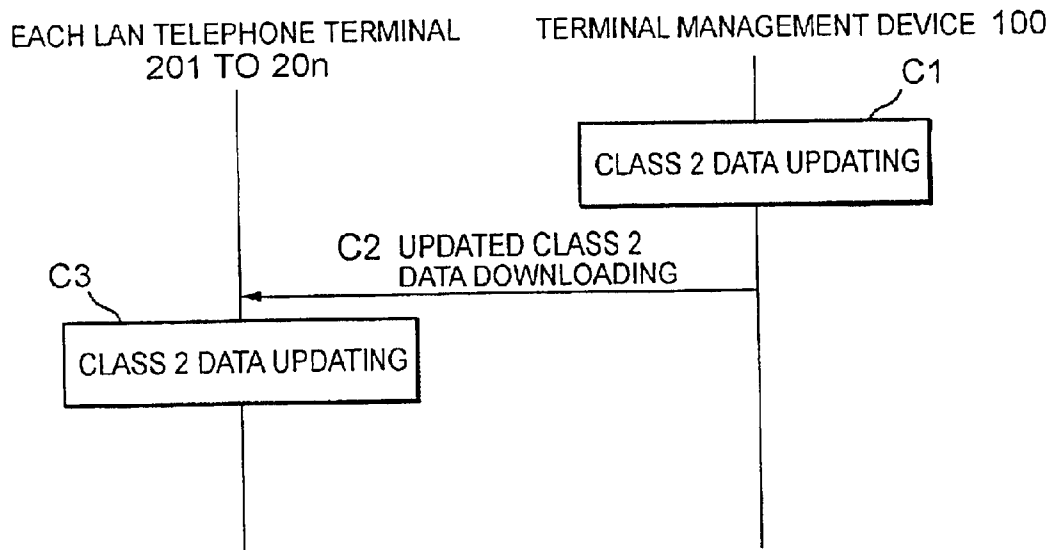 EACH LAN TELEPHONE TERMINAL
201 TO 20n
TERMINAL MANAGEMENT DEVICE 100
C1
CLASS 2 DATA UPDATING
C2 UPDATED CLASS 2
DATA DOWNLOADING
C3
CLASS 2 DATA UPDATING